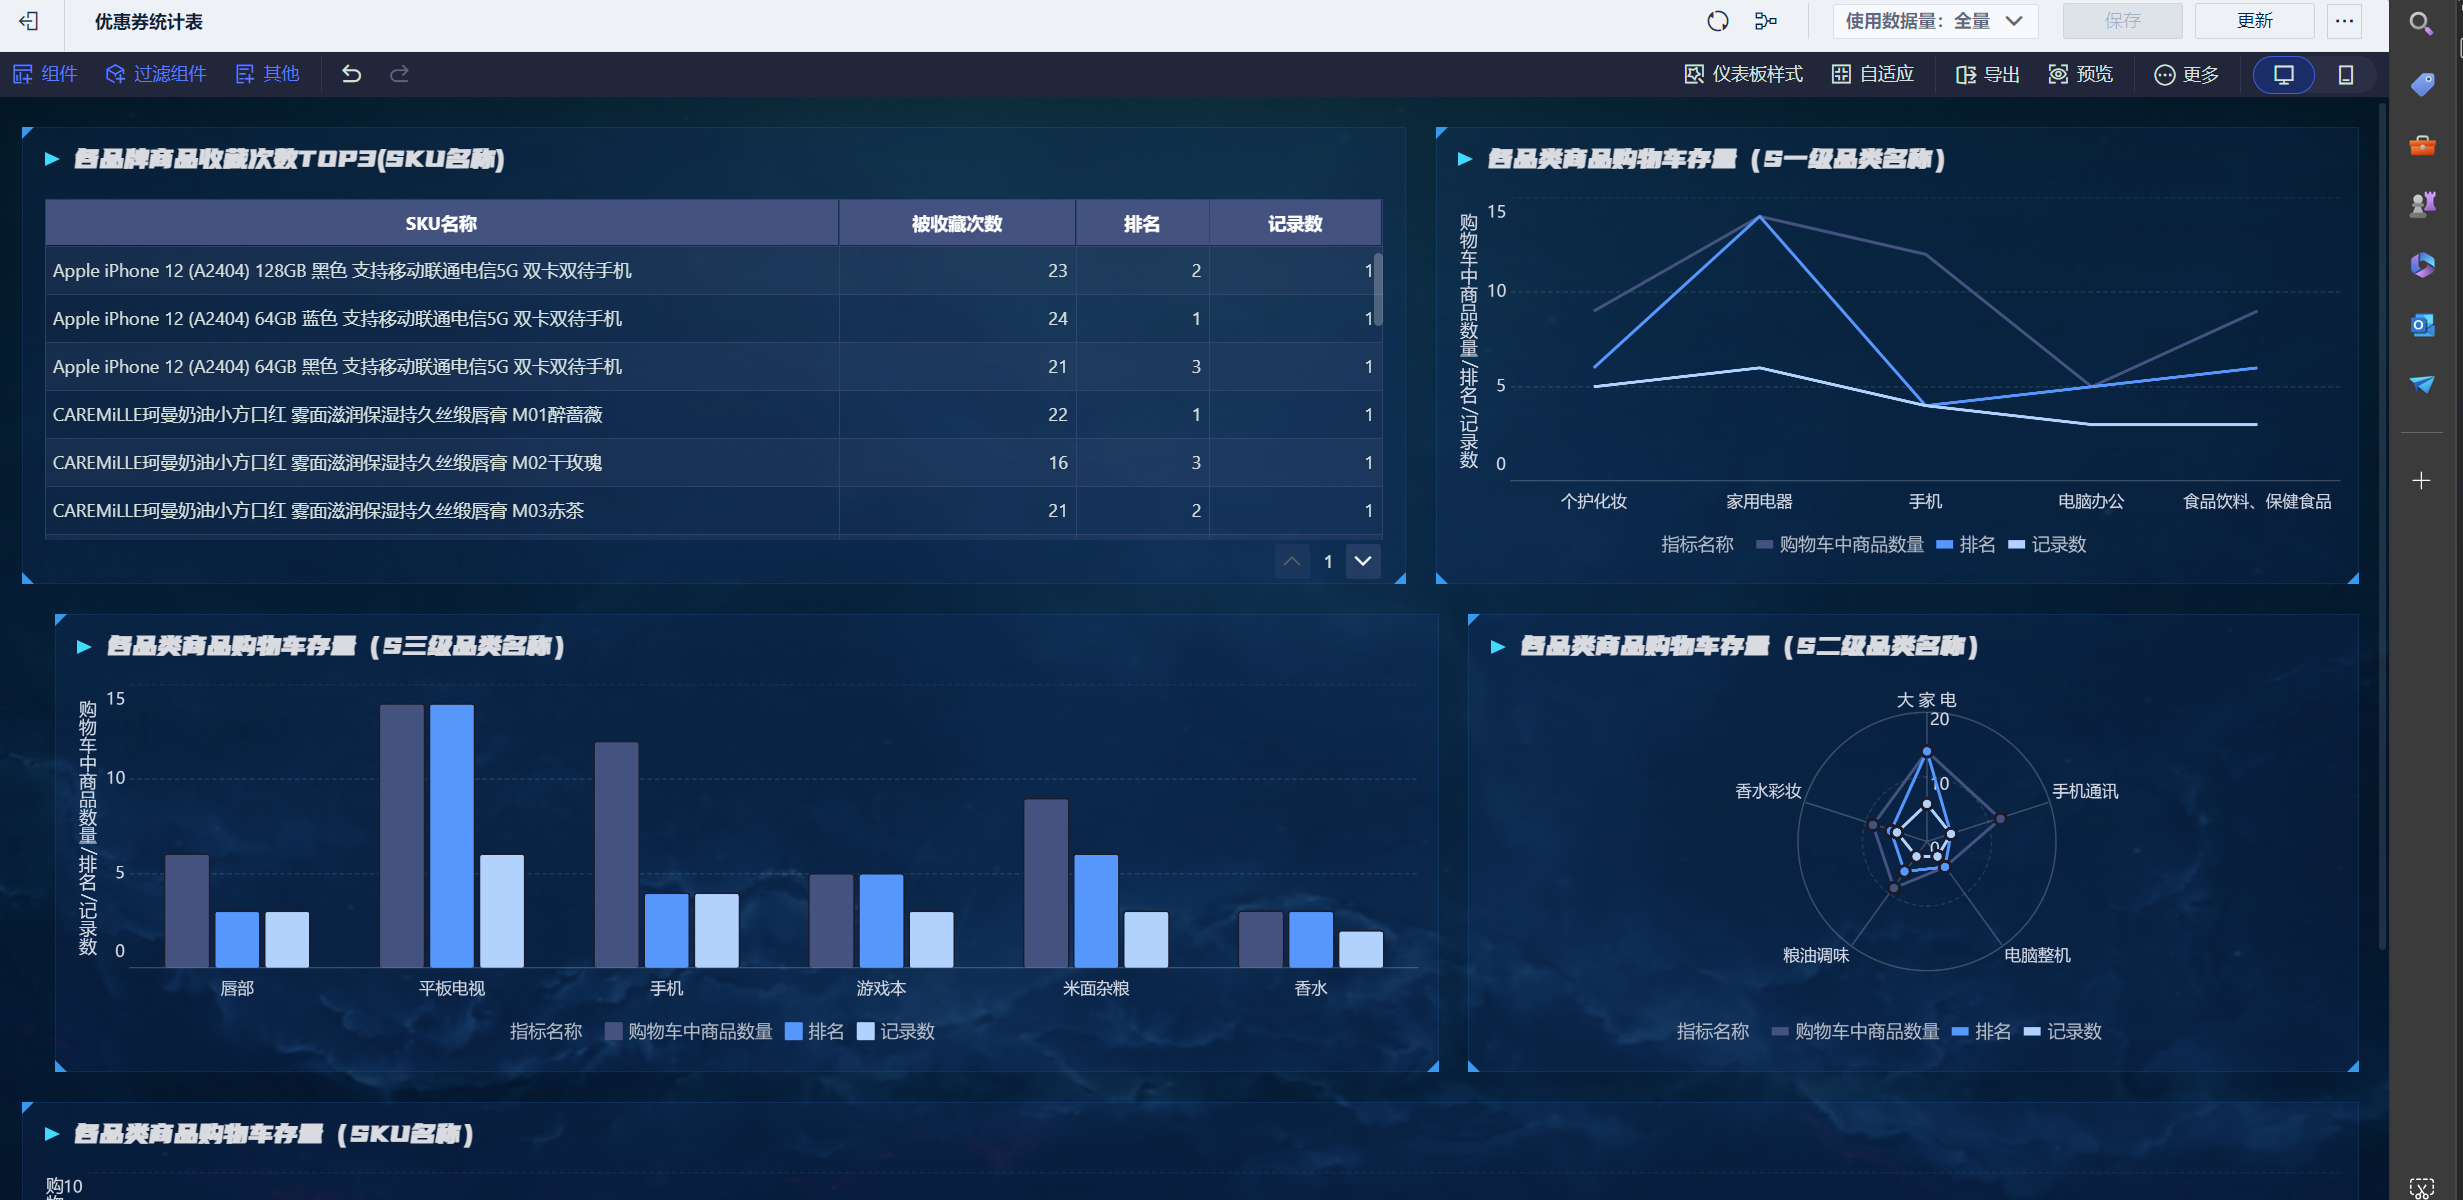 优惠券统计表
使用数据量：全量
保存
更新
组件
过滤组件
其他
仪表板样式
自适应
导出
预览
更多
各品牌商品收藏次数TOP3(SKU名称)
SKU名称 被收藏次数 排名 记录数
Apple iPhone 12 (A2404) 128GB 黑色 支持移动联通电信5G 双卡双待手机 23 2 1
Apple iPhone 12 (A2404) 64GB 蓝色 支持移动联通电信5G 双卡双待手机 24 1 1
Apple iPhone 12 (A2404) 64GB 黑色 支持移动联通电信5G 双卡双待手机 21 3 1
CAREMiLLE珂曼奶油小方口红 雾面滋润保湿持久丝缎唇膏 M01醉蔷薇 22 1 1
CAREMiLLE珂曼奶油小方口红 雾面滋润保湿持久丝缎唇膏 M02干玫瑰 16 3 1
CAREMiLLE珂曼奶油小方口红 雾面滋润保湿持久丝缎唇膏 M03赤茶 21 2 1
1
各品类商品购物车存量（S一级品类名称）
购物车中商品数量/排名/记录数
15
10
5
0
个护化妆 家用电器 手机 电脑办公 食品饮料、保健食品
指标名称 购物车中商品数量 排名 记录数
各品类商品购物车存量（S三级品类名称）
购物车中商品数量/排名/记录数
15
10
5
0
唇部 平板电视 手机 游戏本 米面杂粮 香水
指标名称 购物车中商品数量 排名 记录数
各品类商品购物车存量（S二级品类名称）
大 家 电
20
10
0
香水彩妆
手机通讯
粮油调味
电脑整机
指标名称 购物车中商品数量 排名 记录数
各品类商品购物车存量（SKU名称）
购
10